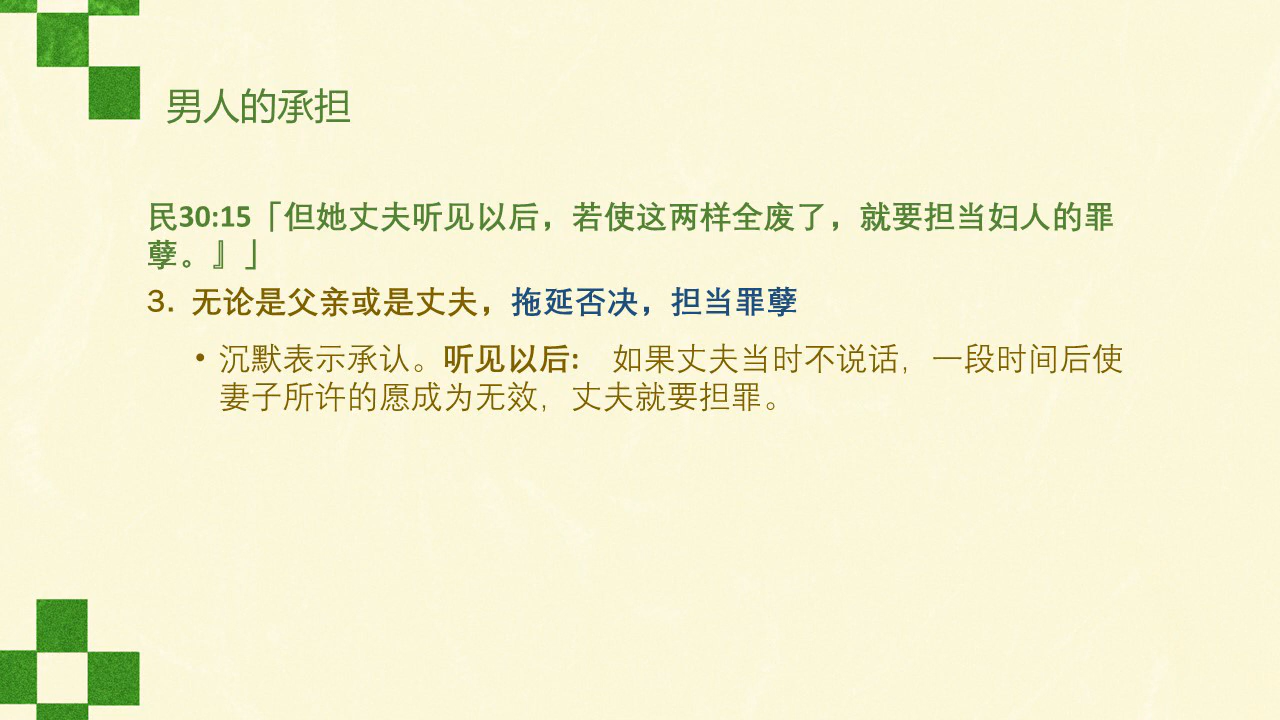 男人的承担
民30:15「但她丈夫听见以后，若使这两样全废了，就要担当妇人的罪
孽。』」
3. 无论是父亲或是丈夫，拖延否决，担当罪孽
• 沉默表示承认。听见以后: 如果丈夫当时不说话，一段时间后使
妻子所许的愿成为无效，丈夫就要担罪。